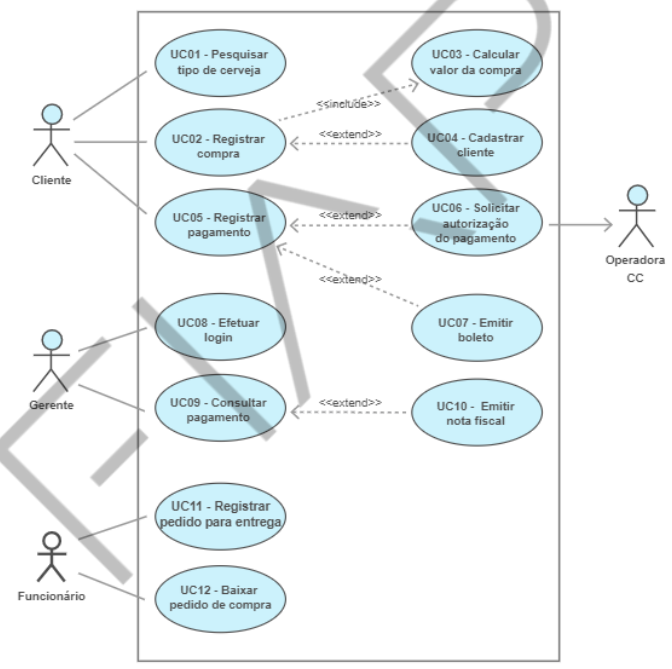 UC01 - Pesquisar
tipo de cerveja
UC03 - Calcular
valor da compra
<<include>>
UC02 - Registrar
compra
<<extend>>
UC04 - Cadastrar
cliente
Cliente
UC05 - Registrar
pagamento
<<extend>>
UC06 - Solicitar
autorização
do pagamento
Operadora
CC
<<extend>>
UC08 - Efetuar
login
UC07 - Emitir
boleto
Gerente
UC09 - Consultar
pagamento
<<extend>>
UC10 - Emitir
nota fiscal
UC11 - Registrar
pedido para entrega
Funcionário
UC12 - Baixar
pedido de compra